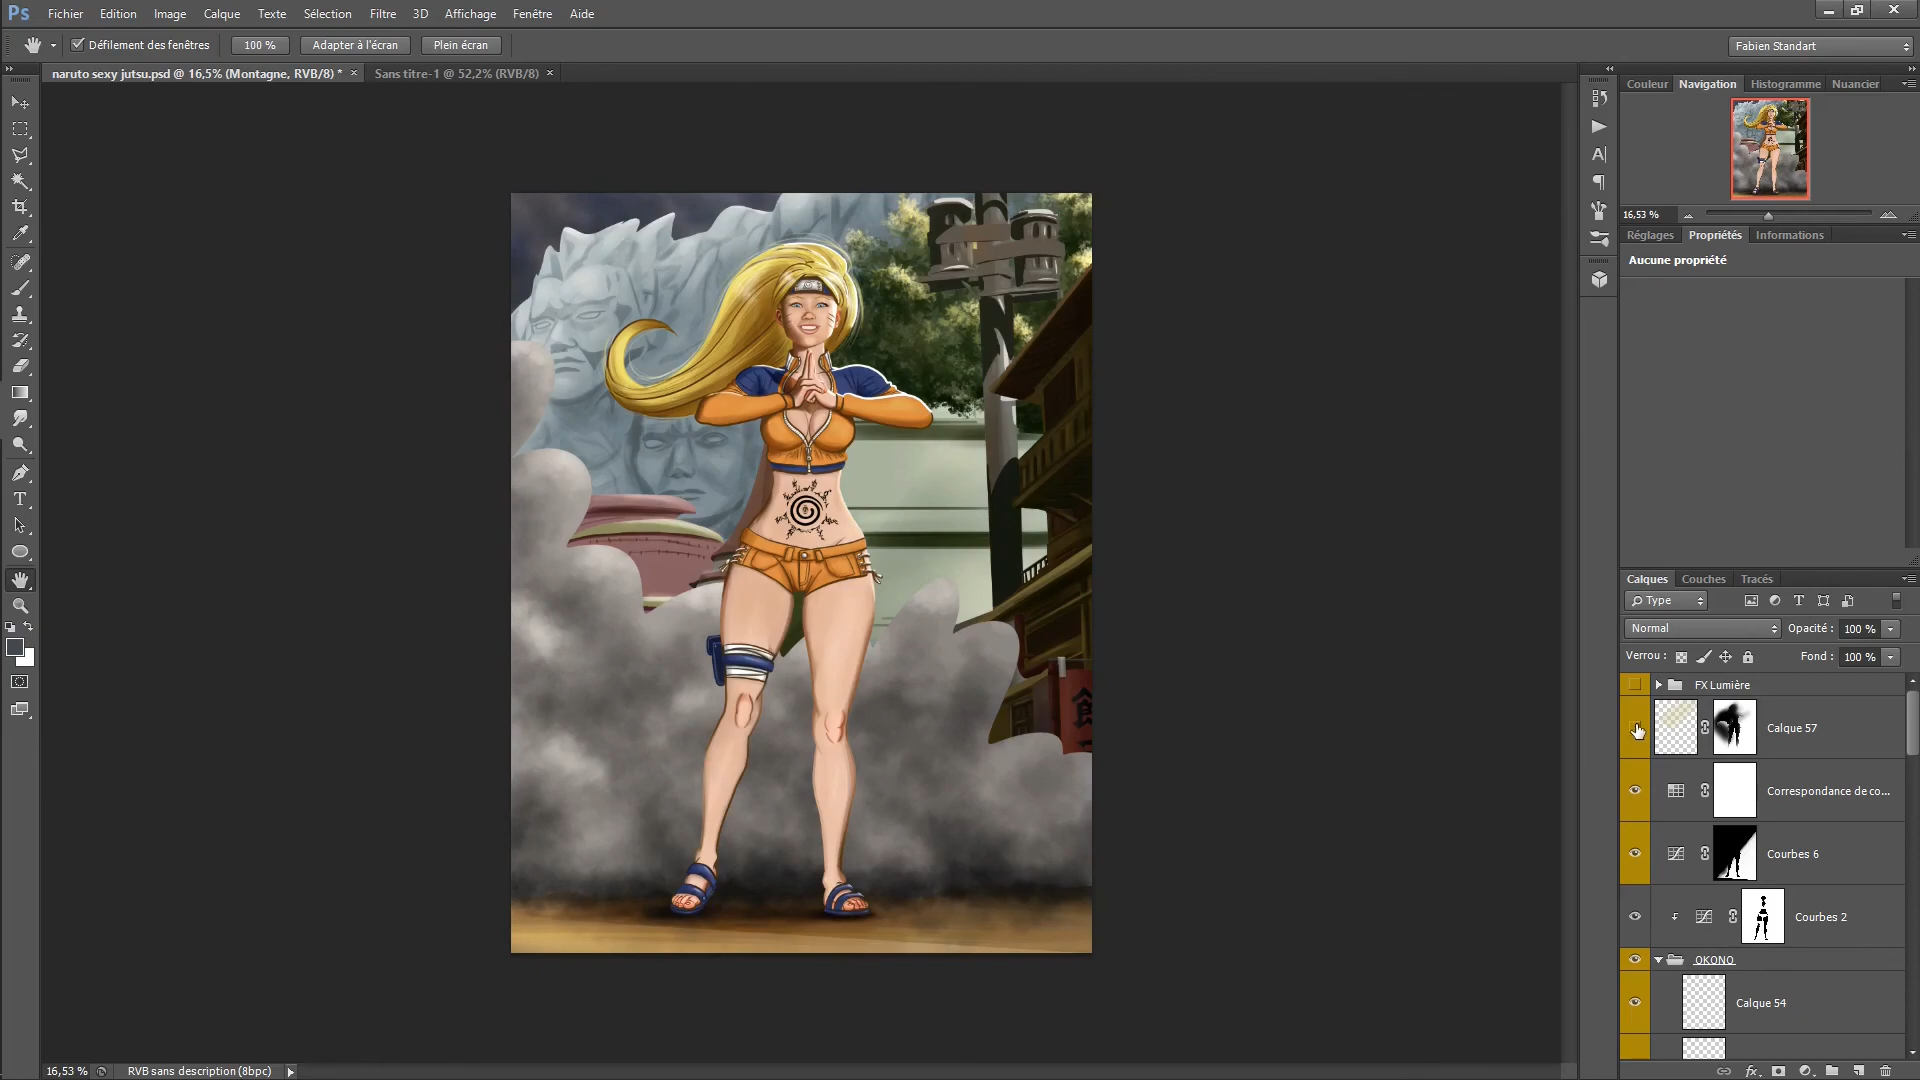 Ps Fichier Edition Image Calque Texte Sélection Filtre 3D Affichage Fenêtre Aide
Défilement des fenêtres 100 % Adapter à l'écran Plein écran Fabien Standart
naruto sexy jutsu.psd @ 16,5% (Montagne, RVB/8) * × Sans titre-1 @ 52,2% (RVB/8) ×
Couleur Navigation Histogramme Nuancier
16,53 %
Réglages Propriétés Informations
Aucune propriété
Calques Couches Tracés
Type
Normal Opacité : 100 %
Verrou : Fond : 100 %
FX Lumière
Calque 57
Correspondance de co...
Courbes 6
Courbes 2
OKONO
Calque 54
16,53 % RVB sans description (8bpc)